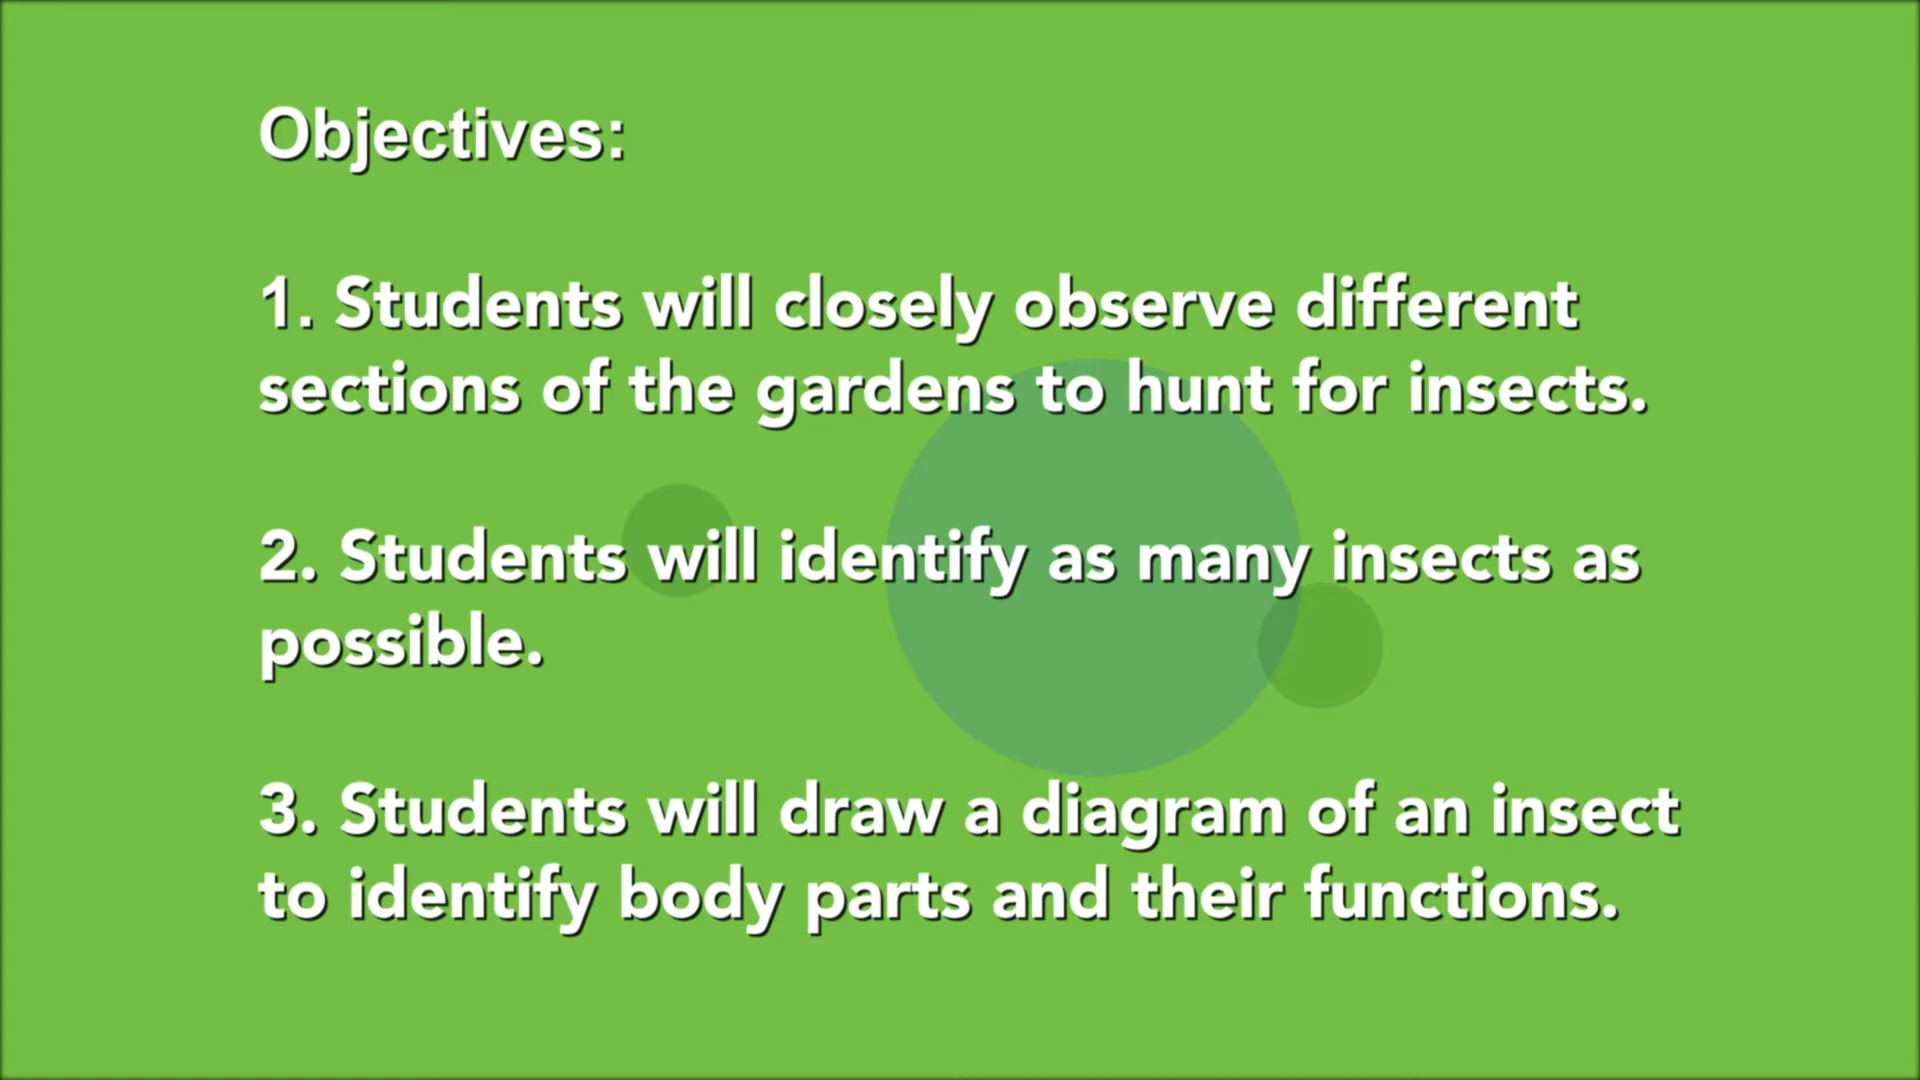 Objectives:
1. Students will closely observe different
sections of the gardens to hunt for insects.
2. Students will identify as many insects as
possible.
3. Students will draw a diagram of an insect
to identify body parts and their functions.